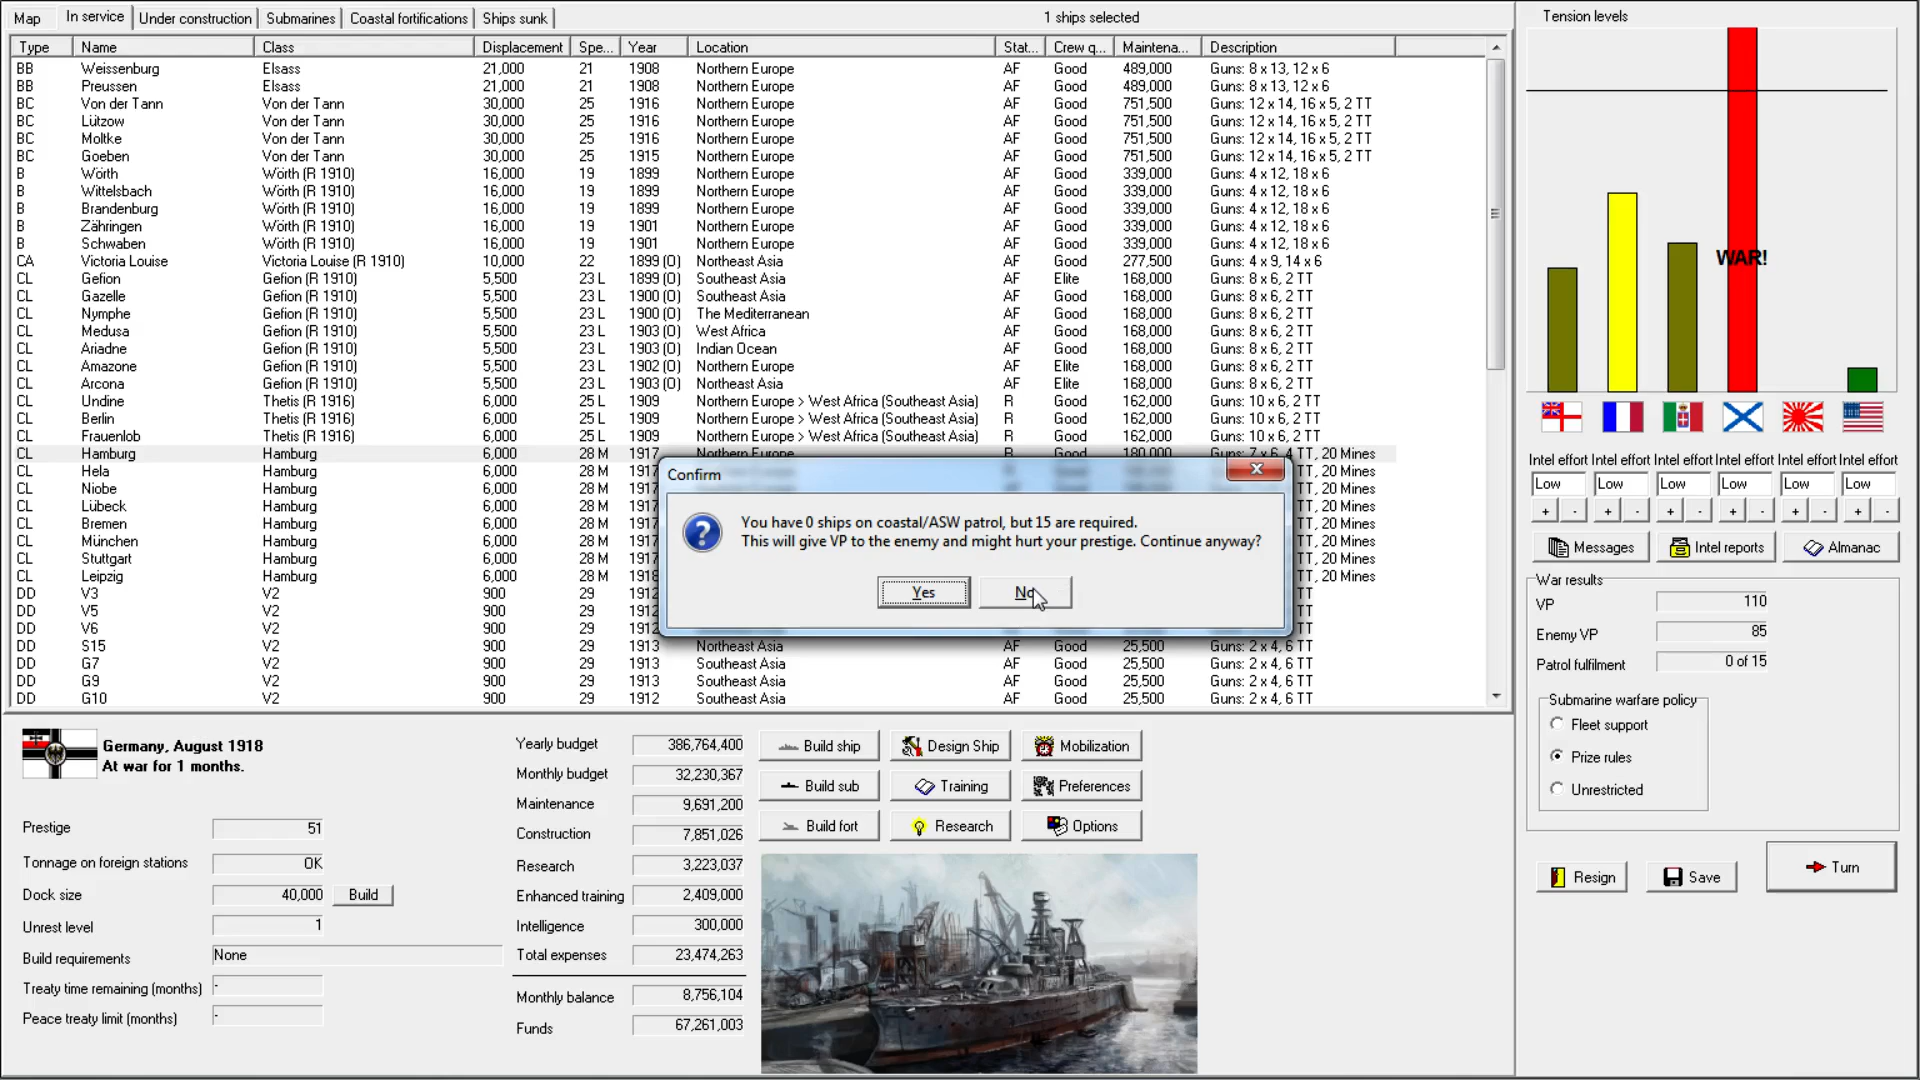 Map In service Under construction Submarines Coastal fortifications Ships sunk 1 ships selected
Type Name Class Displacement Spe... Year Location Stat... Crew q... Maintena... Description
BB Weissenburg Elsass 21,000 21 1908 Northern Europe AF Good 489,000 Guns: 8 x 13, 12 x 6
BB Preussen Elsass 21,000 21 1908 Northern Europe AF Good 489,000 Guns: 8 x 13, 12 x 6
BC Von der Tann Von der Tann 30,000 25 1916 Northern Europe AF Good 751,500 Guns: 12 x 14, 16 x 5, 2 TT
BC Lützow Von der Tann 30,000 25 1916 Northern Europe AF Good 751,500 Guns: 12 x 14, 16 x 5, 2 TT
BC Moltke Von der Tann 30,000 25 1916 Northern Europe AF Good 751,500 Guns: 12 x 14, 16 x 5, 2 TT
BC Goeben Von der Tann 30,000 25 1915 Northern Europe AF Good 751,500 Guns: 12 x 14, 16 x 5, 2 TT
B Wörth Wörth (R 1910) 16,000 19 1899 Northern Europe AF Good 339,000 Guns: 4 x 12, 18 x 6
B Wittelsbach Wörth (R 1910) 16,000 19 1899 Northern Europe AF Good 339,000 Guns: 4 x 12, 18 x 6
B Brandenburg Wörth (R 1910) 16,000 19 1899 Northern Europe AF Good 339,000 Guns: 4 x 12, 18 x 6
B Zähringen Wörth (R 1910) 16,000 19 1901 Northern Europe AF Good 339,000 Guns: 4 x 12, 18 x 6
B Schwaben Wörth (R 1910) 16,000 19 1901 Northern Europe AF Good 339,000 Guns: 4 x 12, 18 x 6
CA Victoria Louise Victoria Louise (R 1910) 10,000 22 1899 (O) Northeast Asia AF Good 277,500 Guns: 4 x 9, 14 x 6
CL Gefion Gefion (R 1910) 5,500 23 L 1899 (O) Southeast Asia AF Elite 168,000 Guns: 8 x 6, 2 TT
CL Gazelle Gefion (R 1910) 5,500 23 L 1900 (O) Southeast Asia AF Good 168,000 Guns: 8 x 6, 2 TT
CL Nymphe Gefion (R 1910) 5,500 23 L 1900 (O) The Mediterranean AF Good 168,000 Guns: 8 x 6, 2 TT
CL Medusa Gefion (R 1910) 5,500 23 L 1903 (O) West Africa AF Good 168,000 Guns: 8 x 6, 2 TT
CL Ariadne Gefion (R 1910) 5,500 23 L 1903 (O) Indian Ocean AF Good 168,000 Guns: 8 x 6, 2 TT
CL Amazone Gefion (R 1910) 5,500 23 L 1902 (O) Northern Europe AF Elite 168,000 Guns: 8 x 6, 2 TT
CL Arcona Gefion (R 1910) 5,500 23 L 1903 (O) Northeast Asia AF Elite 168,000 Guns: 8 x 6, 2 TT
CL Undine Thetis (R 1916) 6,000 25 L 1909 Northern Europe > West Africa (Southeast Asia) R Good 162,000 Guns: 10 x 6, 2 TT
CL Berlin Thetis (R 1916) 6,000 25 L 1909 Northern Europe > West Africa (Southeast Asia) R Good 162,000 Guns: 10 x 6, 2 TT
CL Frauenlob Thetis (R 1916) 6,000 25 L 1909 Northern Europe > West Africa (Southeast Asia) R Good 162,000 Guns: 10 x 6, 2 TT
CL Hamburg Hamburg 6,000 28 M 1917 Northern Europe R Good 180,000 Guns: 7 x 6, 4 TT, 20 Mines
CL Hela Hamburg 6,000 28 M 1917 TT, 20 Mines
CL Niobe Hamburg 6,000 28 M 1917 TT, 20 Mines
CL Lübeck Hamburg 6,000 28 M 1917 TT, 20 Mines
CL Bremen Hamburg 6,000 28 M 1917 TT, 20 Mines
CL München Hamburg 6,000 28 M 1917 TT, 20 Mines
CL Stuttgart Hamburg 6,000 28 M 1917 TT, 20 Mines
CL Leipzig Hamburg 6,000 28 M 1918 TT, 20 Mines
DD V3 V2 900 29 1912 TT
DD V5 V2 900 29 1912 TT
DD V6 V2 900 29 1912 TT
DD S15 V2 900 29 1913 Northeast Asia AF Good 25,500 Guns: 2 x 4, 6 TT
DD G7 V2 900 29 1913 Southeast Asia AF Good 25,500 Guns: 2 x 4, 6 TT
DD G9 V2 900 29 1913 Southeast Asia AF Good 25,500 Guns: 2 x 4, 6 TT
DD G10 V2 900 29 1912 Southeast Asia AF Good 25,500 Guns: 2 x 4, 6 TT
Confirm
You have 0 ships on coastal/ASW patrol, but 15 are required.
This will give VP to the enemy and might hurt your prestige. Continue anyway?
Yes No
Germany, August 1918
At war for 1 months.
Prestige 51
Tonnage on foreign stations OK
Dock size 40,000 Build
Unrest level 1
Build requirements None
Treaty time remaining (months) -
Peace treaty limit (months) -
Yearly budget 386,764,400
Monthly budget 32,230,367
Maintenance 9,691,200
Construction 7,851,026
Research 3,223,037
Enhanced training 2,409,000
Intelligence 300,000
Total expenses 23,474,263
Monthly balance 8,756,104
Funds 67,261,003
Build ship Design Ship Mobilization
Build sub Training Preferences
Build fort Research Options
Tension levels
WAR!
Intel effort Intel effort Intel effort Intel effort Intel effort Intel effort
Low Low Low Low Low Low
+ - + - + - + - + - + -
Messages Intel reports Almanac
War results
VP 110
Enemy VP 85
Patrol fulfilment 0 of 15
Submarine warfare policy
Fleet support
Prize rules
Unrestricted
Resign Save Turn